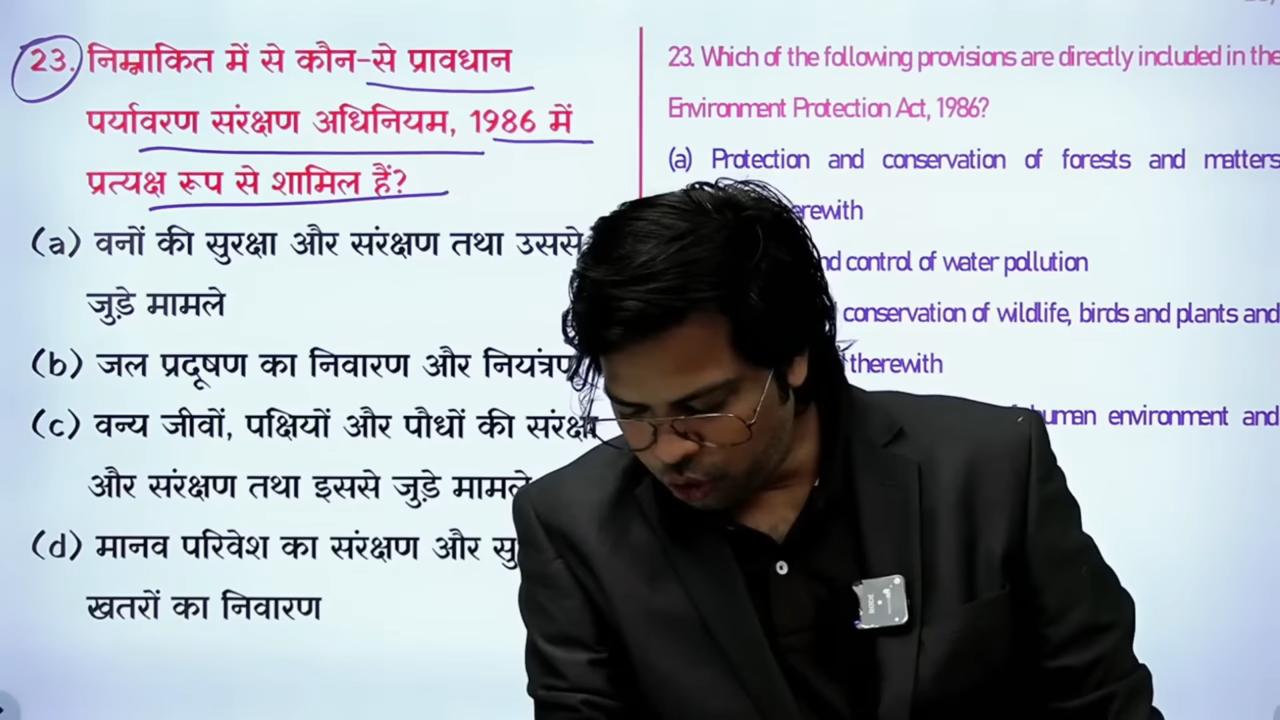 23. निम्नांकित में से कौन-से प्रावधान
पर्यावरण संरक्षण अधिनियम, 1986 में
प्रत्यक्ष रूप से शामिल हैं?
(a) वनों की सुरक्षा और संरक्षण तथा उससे
जुड़े मामले
(b) जल प्रदूषण का निवारण और नियंत्रण
(c) वन्य जीवों, पक्षियों और पौधों की
और संरक्षण तथा इससे जुड़े मामले
(d) मानव परिवेश का संरक्षण और
खतरों का निवारण
23. Which of the following provisions are directly included in the
Environment Protection Act, 1986?
(a) Protection and conservation of forests and matters
control of water pollution
conservation of wildlife, birds and plants and
therewith
environment and